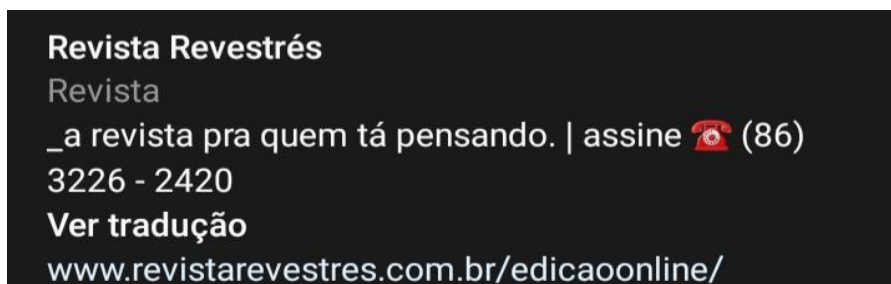 Revista Revestrés
Revista
_a revista pra quem tá pensando. | assine ☎️ (86)
3226 - 2420
Ver tradução
www.revistarevestres.com.br/edicaoonline/